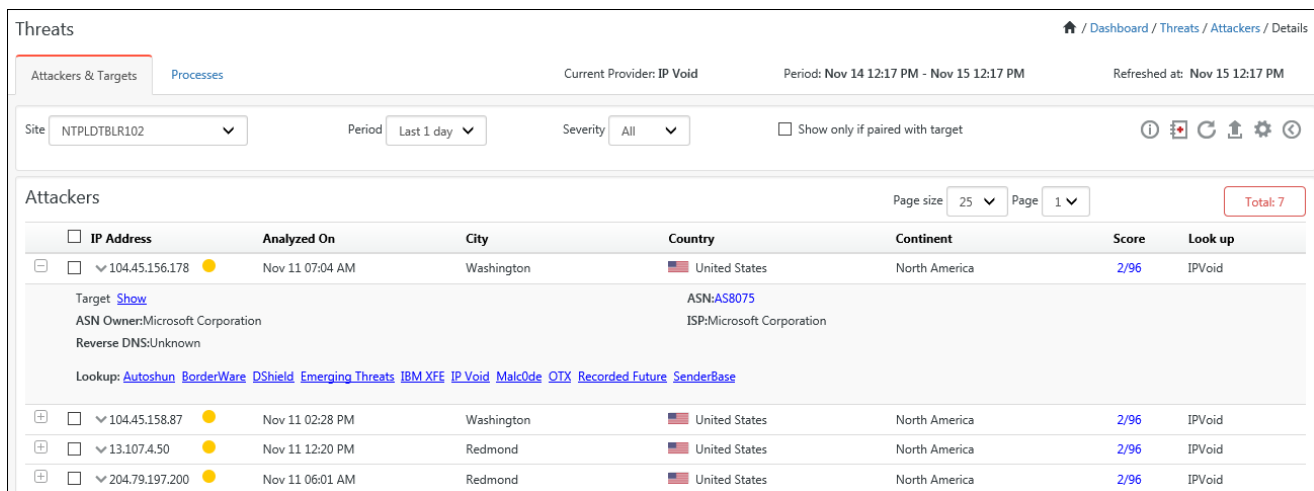 Threats
/ Dashboard / Threats / Attackers / Details
Attackers & Targets Processes Current Provider: IP Void Period: Nov 14 12:17 PM - Nov 15 12:17 PM Refreshed at: Nov 15 12:17 PM
Site NTPLDTBLR102 Period Last 1 day Severity All Show only if paired with target
Attackers Page size 25 Page 1 Total: 7
IP Address Analyzed On City Country Continent Score Look up
104.45.156.178 Nov 11 07:04 AM Washington United States North America 2/96 IPVoid
Target Show ASN:AS8075
ASN Owner:Microsoft Corporation ISP:Microsoft Corporation
Reverse DNS:Unknown
Lookup: Autoshun BorderWare DShield Emerging Threats IBM XFE IP Void Malc0de OTX Recorded Future SenderBase
104.45.158.87 Nov 11 02:28 PM Washington United States North America 2/96 IPVoid
13.107.4.50 Nov 11 12:20 PM Redmond United States North America 2/96 IPVoid
204.79.197.200 Nov 11 06:01 AM Redmond United States North America 2/96 IPVoid